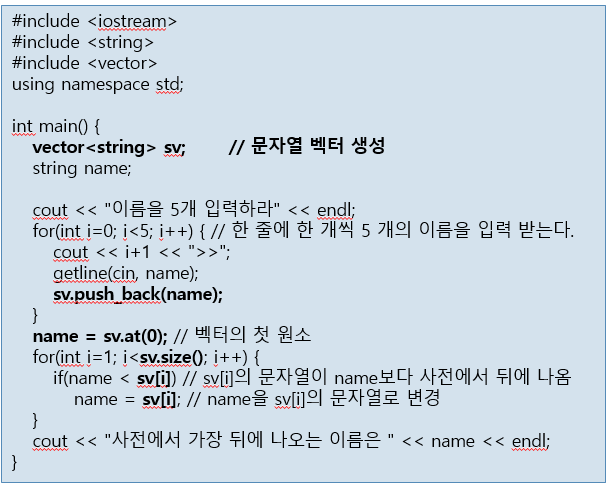 #include <iostream>
#include <string>
#include <vector>
using namespace std;
int main() {
vector<string> sv; // 문자열 벡터 생성
string name;
cout << "이름을 5개 입력하라" << endl;
for(int i=0; i<5; i++) { // 한 줄에 한 개씩 5 개의 이름을 입력 받는다.
cout << i+1 << ">>";
getline(cin, name);
sv.push_back(name);
}
name = sv.at(0); // 벡터의 첫 원소
for(int i=1; i<sv.size(); i++) {
if(name < sv[i]) // sv[i]의 문자열이 name보다 사전에서 뒤에 나옴
name = sv[i]; // name을 sv[i]의 문자열로 변경
}
cout << "사전에서 가장 뒤에 나오는 이름은 " << name << endl;
}